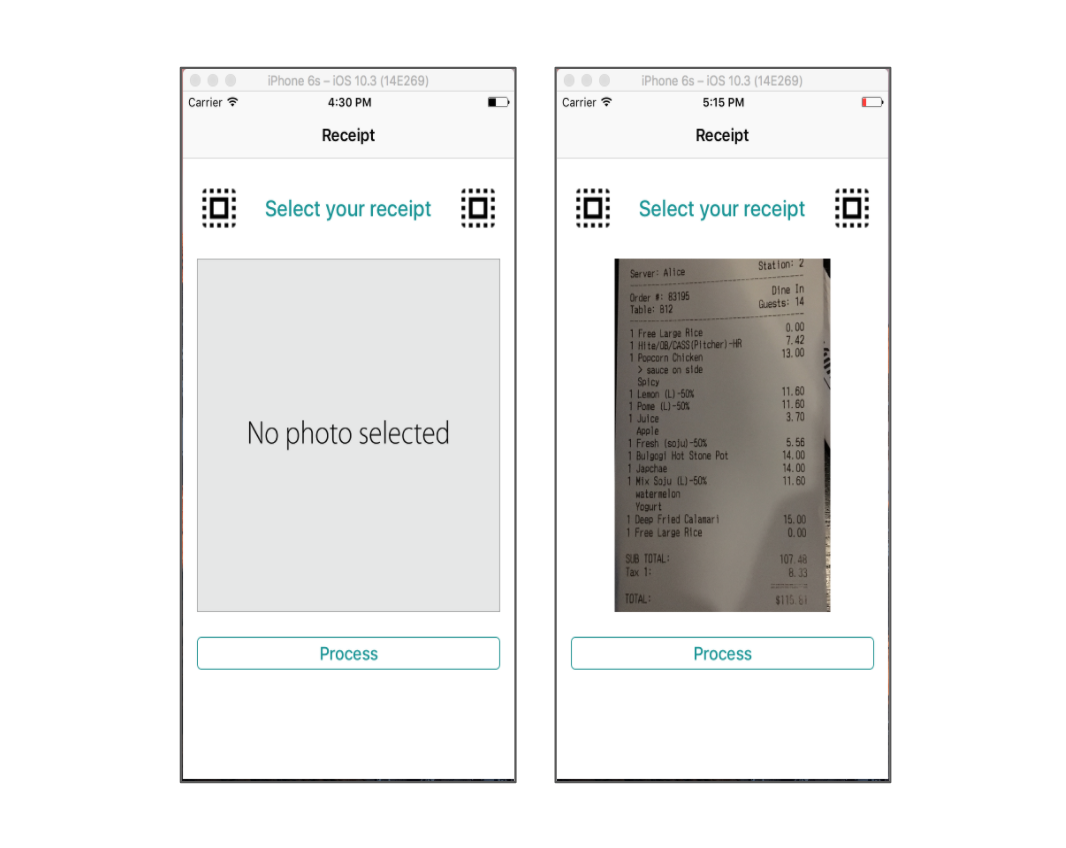 iPhone 6s – iOS 10.3 (14E269)
Carrier 4:30 PM
Receipt
Select your receipt
No photo selected
Process
iPhone 6s – iOS 10.3 (14E269)
Carrier 5:15 PM
Receipt
Select your receipt
Server: Alice Station: 2
Order #: 83195 Dine In
Table: B12 Guests: 14
1 Free Large Rice 0.00
1 Hite/OB/CASS(Pitcher)-HR 7.42
1 Popcorn Chicken 13.00
> sauce on side
Spicy
1 Lemon (L)-50% 11.60
1 Pome (L)-50% 11.60
1 Juice 3.70
Apple
1 Fresh (soju)-50% 5.56
1 Bulgogi Hot Stone Pot 14.00
1 Japchae 14.00
1 Mix Soju (L)-50% 11.60
watermelon
Yogurt
1 Deep Fried Calamari 15.00
1 Free Large Rice 0.00
SUB TOTAL: 107.48
Tax 1: 8.33
TOTAL: $115.81
Process